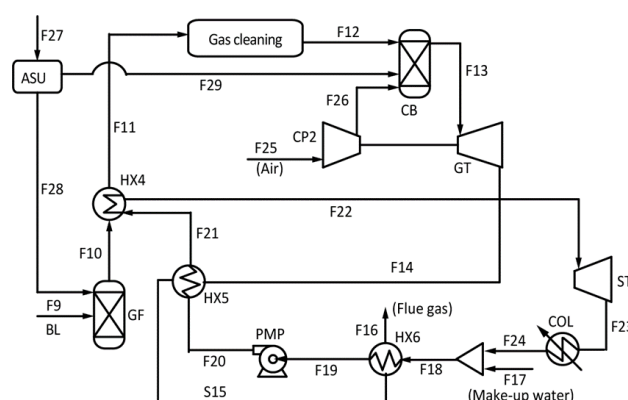 F27
Gas cleaning
F12
ASU
F29
F26
CB
F13
F11
CP2
F25
(Air)
GT
HX4
F28
F22
F10
F21
F14
HX5
ST
F9
BL
GF
(Flue gas)
F16
HX6
PMP
COL
F24
F23
F20
F19
F18
F17
S15
(Make-up water)